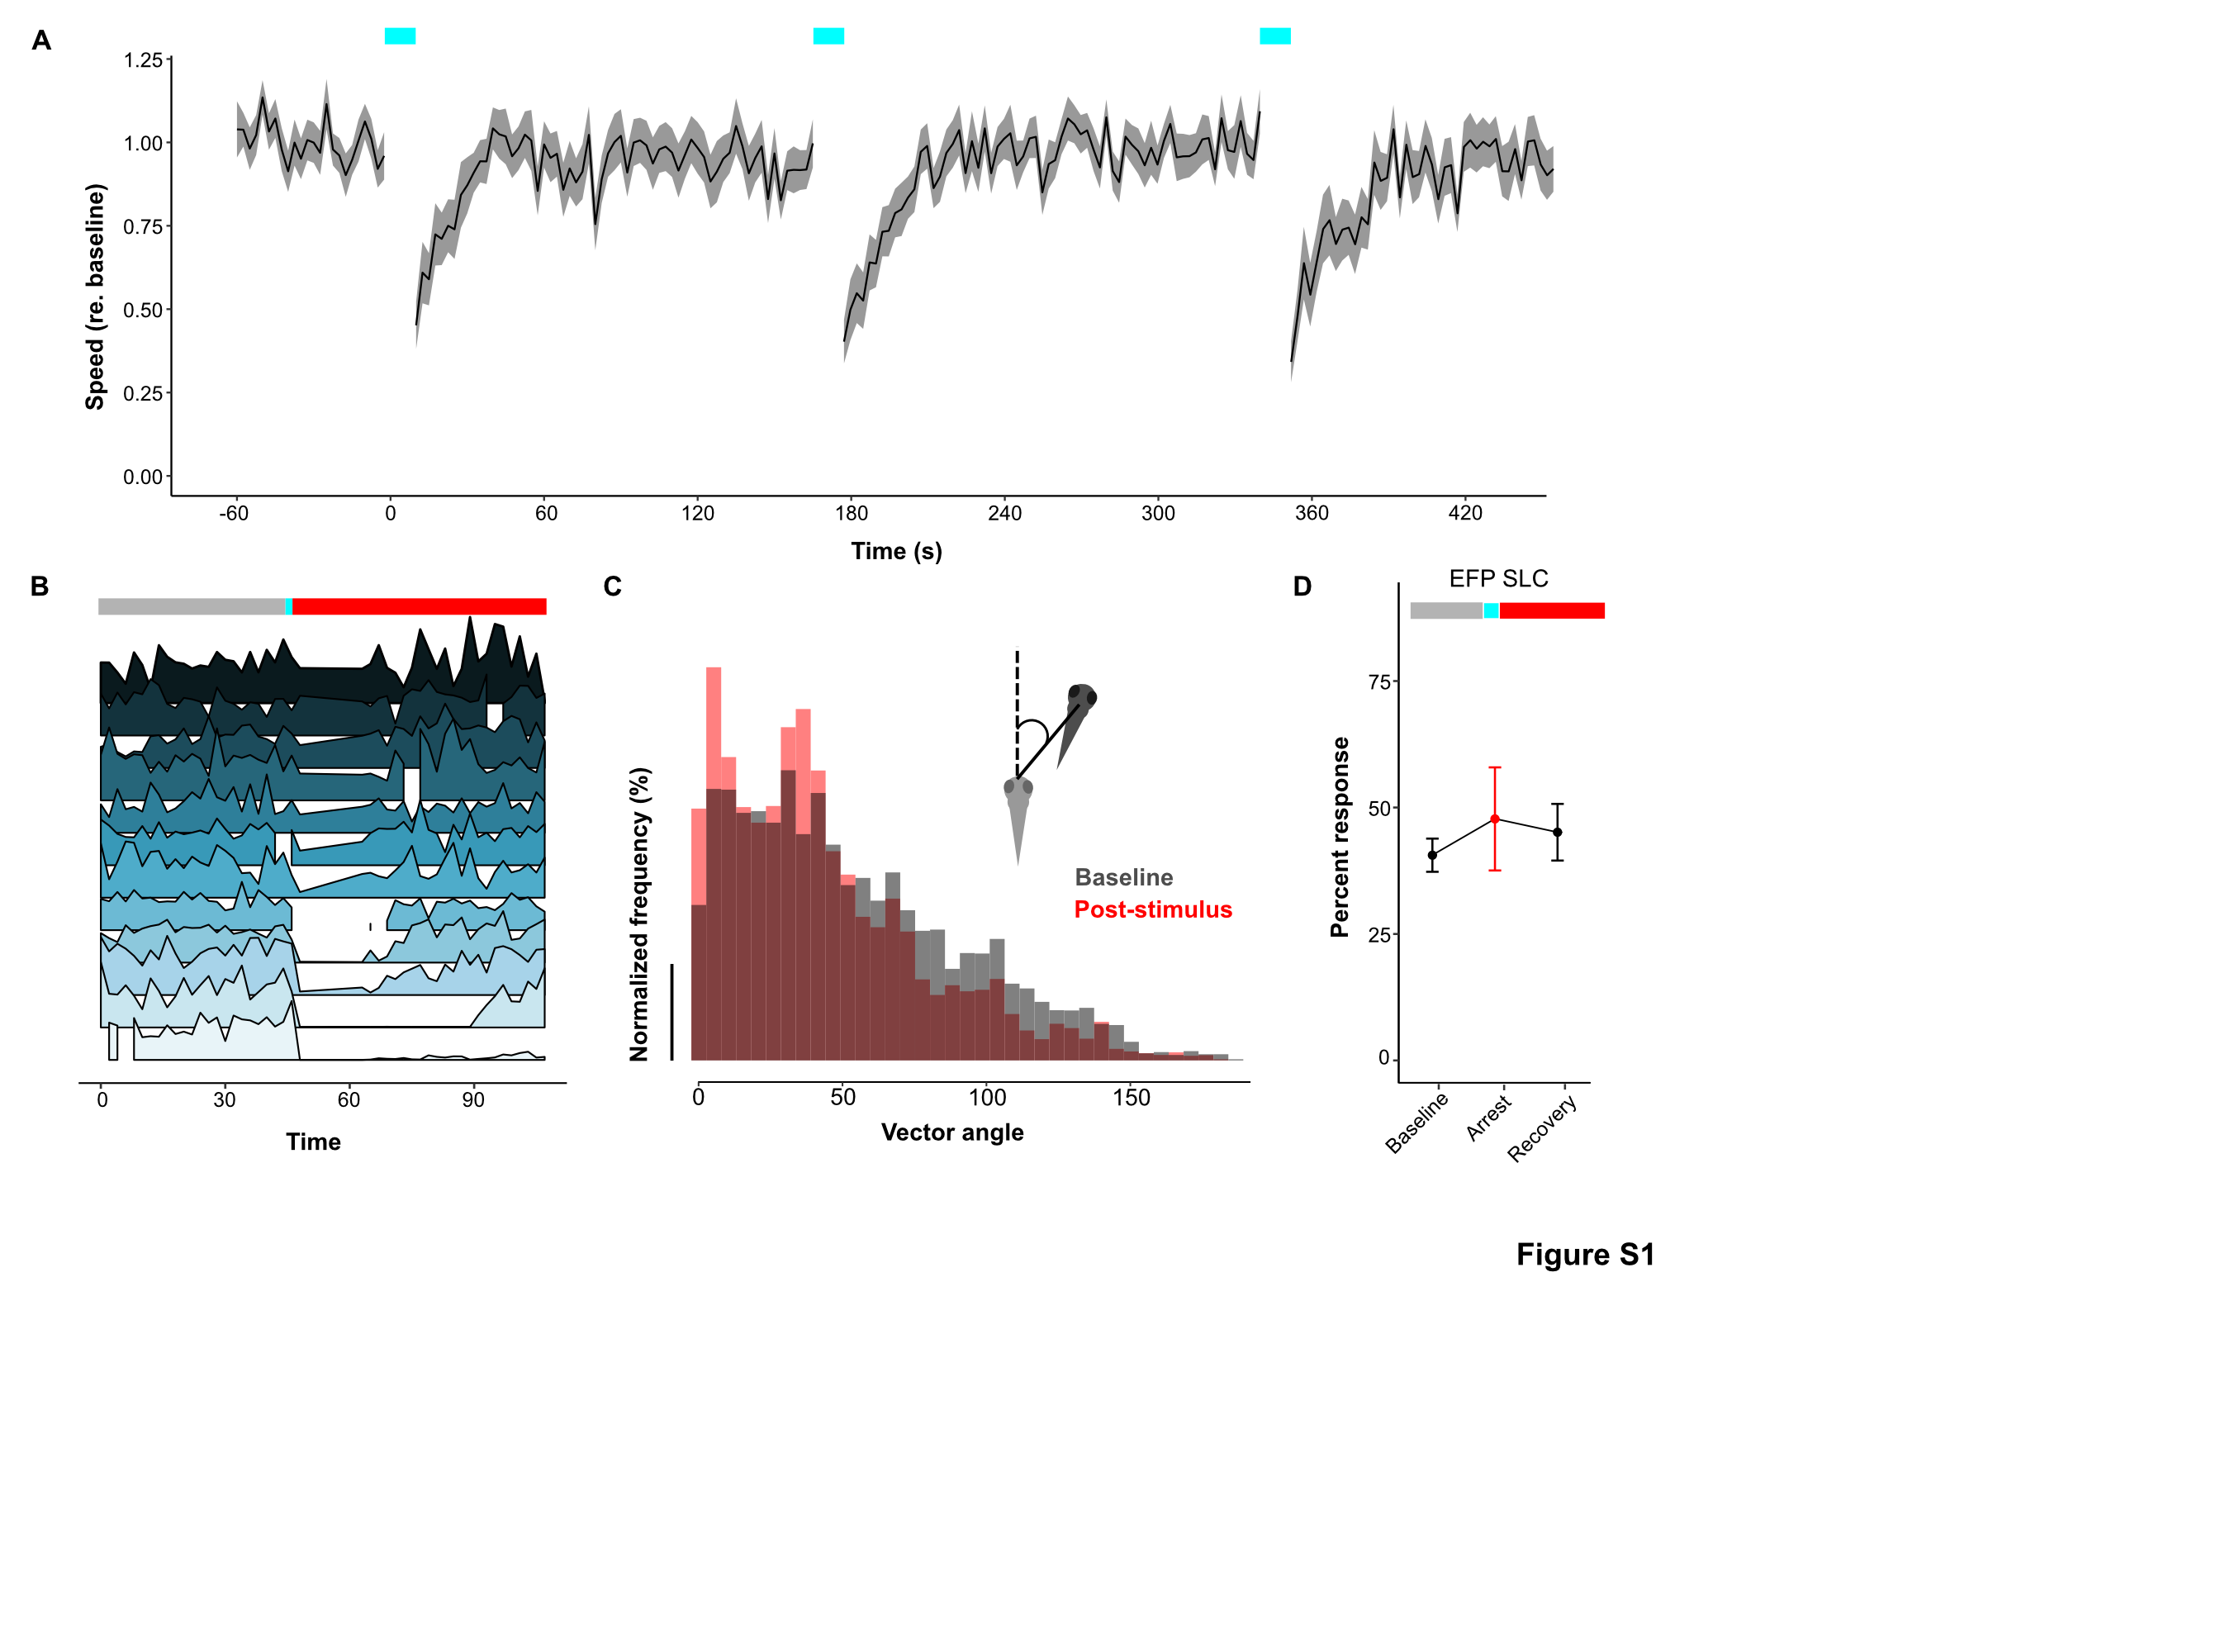 A
1.25
1.00
0.75
0.50
0.25
0.00
Speed (re. baseline)
-60 0 60 120 180 240 300 360 420
Time (s)
B
0 30 60 90
Time
C
Normalized frequency (%)
Baseline
Post-stimulus
0 50 100 150
Vector angle
D
EFP SLC
75
50
25
0
Percent response
Baseline
Arrest
Recovery
Figure S1